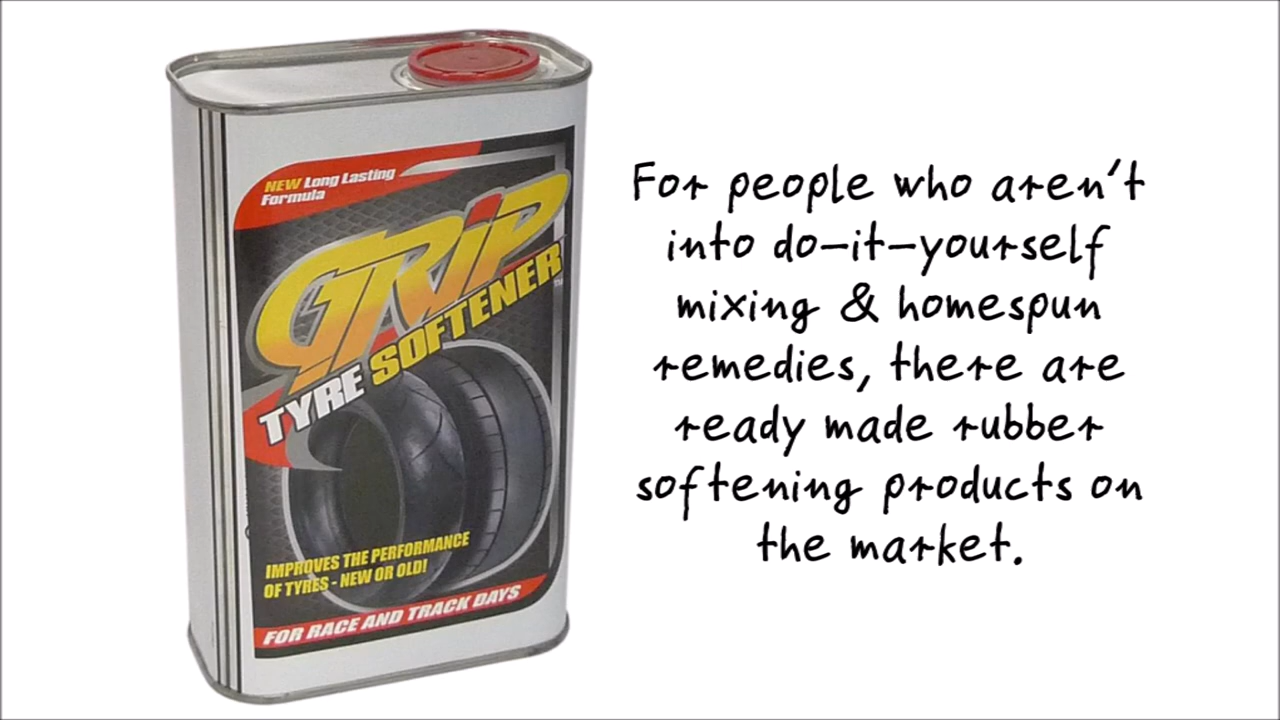 NEW Long Lasting
Formula
GRIP
TYRE SOFTENER
IMPROVES THE PERFORMANCE
OF TYRES - NEW OR OLD!
FOR RACE AND TRACK DAYS
For people who aren't
into do-it-yourself
mixing & homespun
remedies, there are
ready made rubber
softening products on
the market.